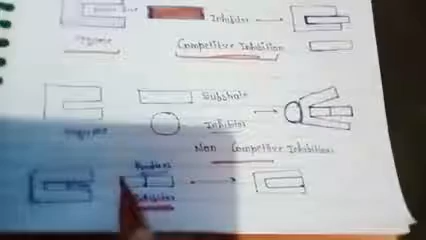 Inhibitor
Enzyme
Competitive Inhibition
Substrate
Inhibitor
Enzyme
Non Competitive Inhibition